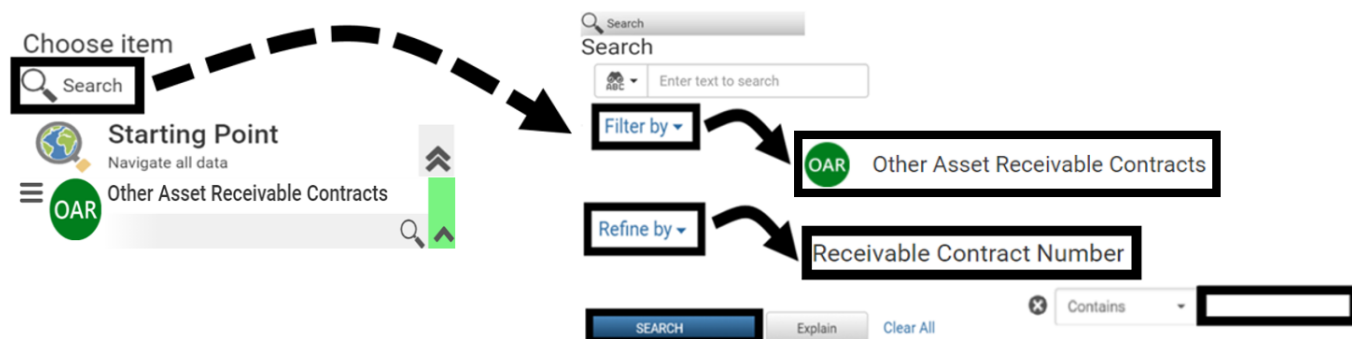 Choose item
Search
Starting Point
Navigate all data
OAR
Other Asset Receivable Contracts
Search
Search
ABC
Enter text to search
Filter by
OAR
Other Asset Receivable Contracts
Refine by
Receivable Contract Number
Contains
SEARCH
Explain
Clear All